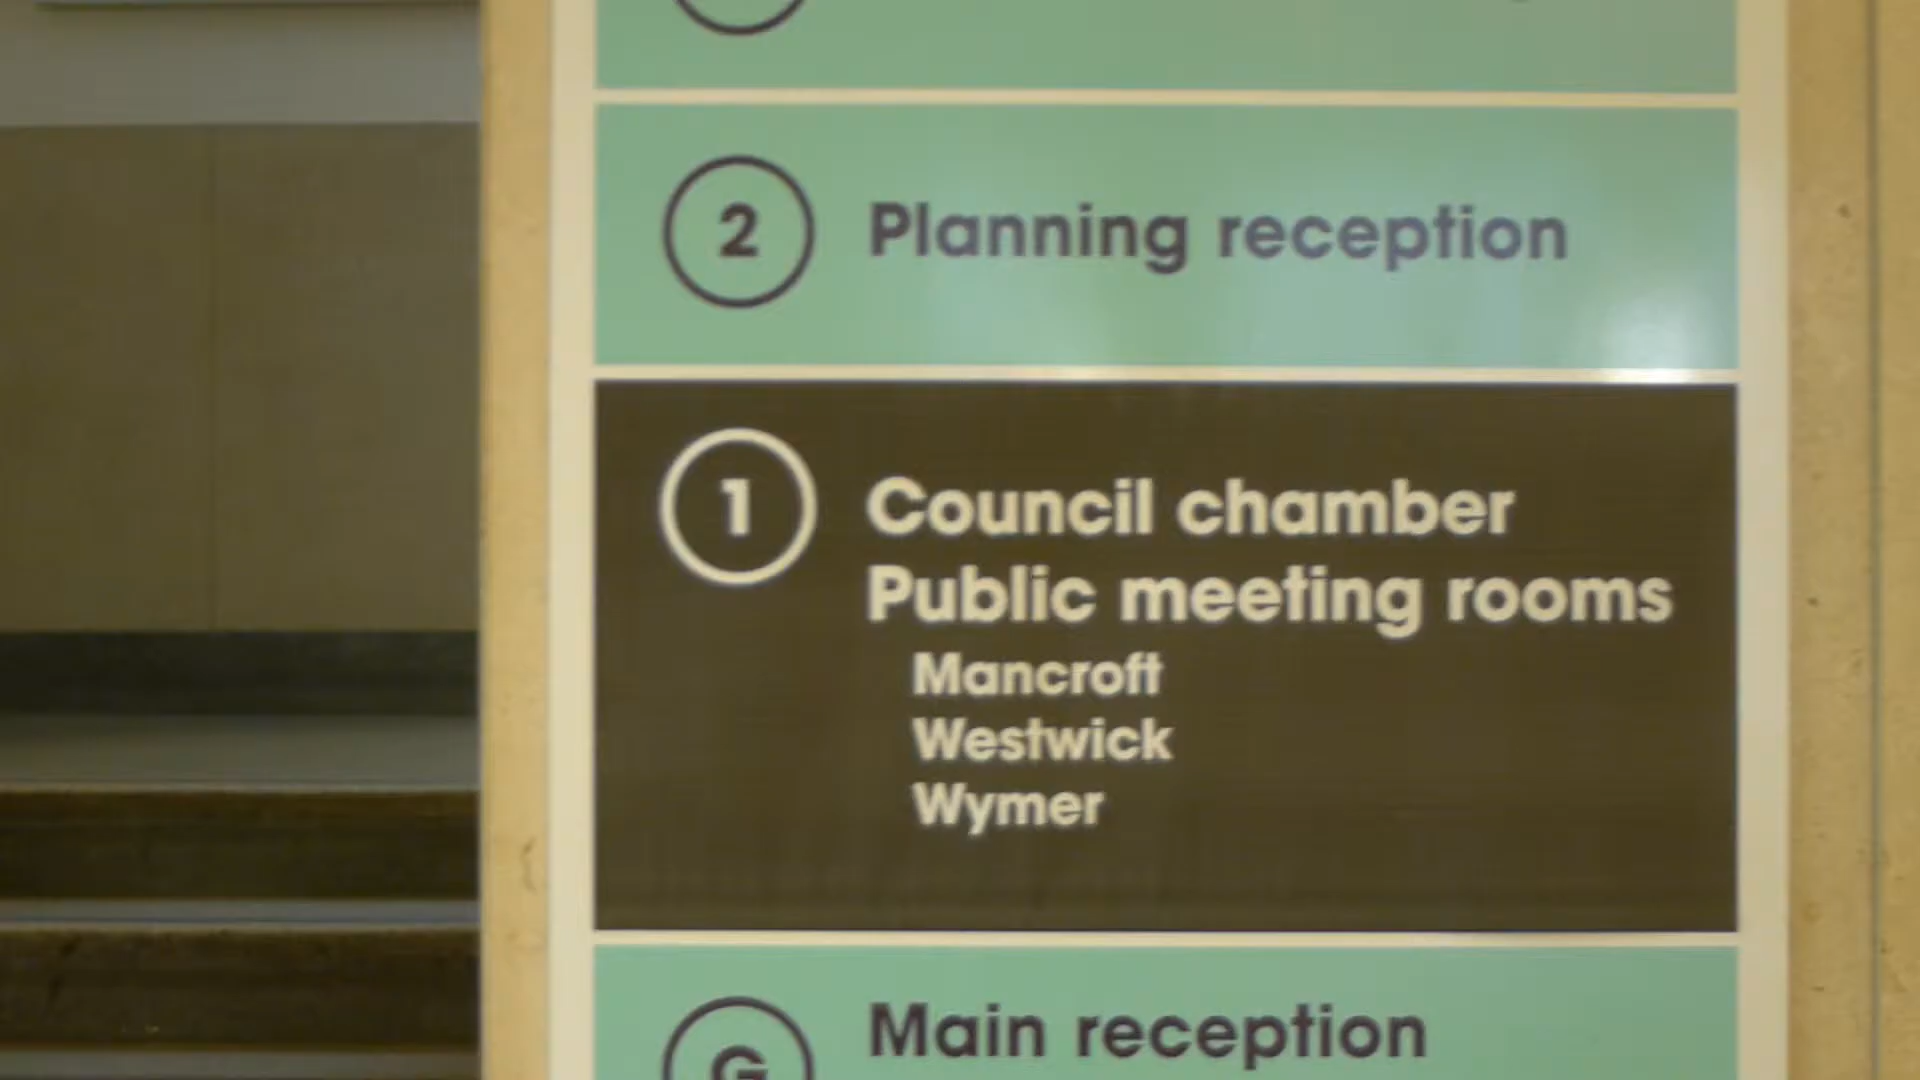 2 Planning reception
1 Council chamber
Public meeting rooms
Mancroft
Westwick
Wymer
G Main reception